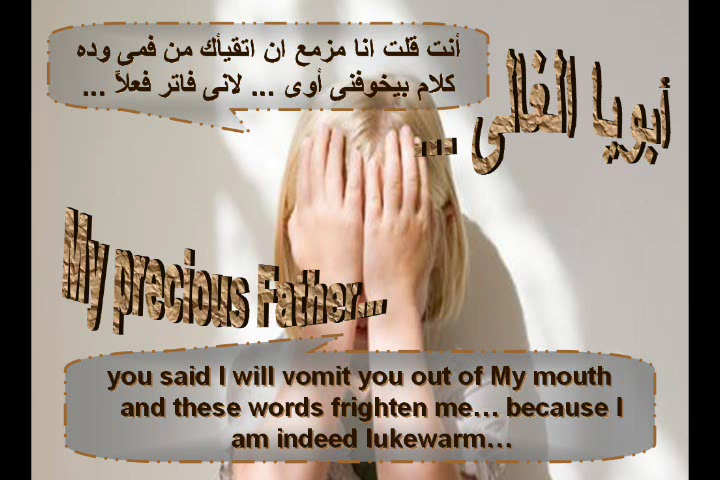 أبويا الغالى ...
أنت قلت انا مزمع ان اتقيأك من فمى وده
كلام بيخوفنى أوى ... لانى فاتر فعلاً ...
My precious Father...
you said I will vomit you out of My mouth
and these words frighten me… because I
am indeed lukewarm…